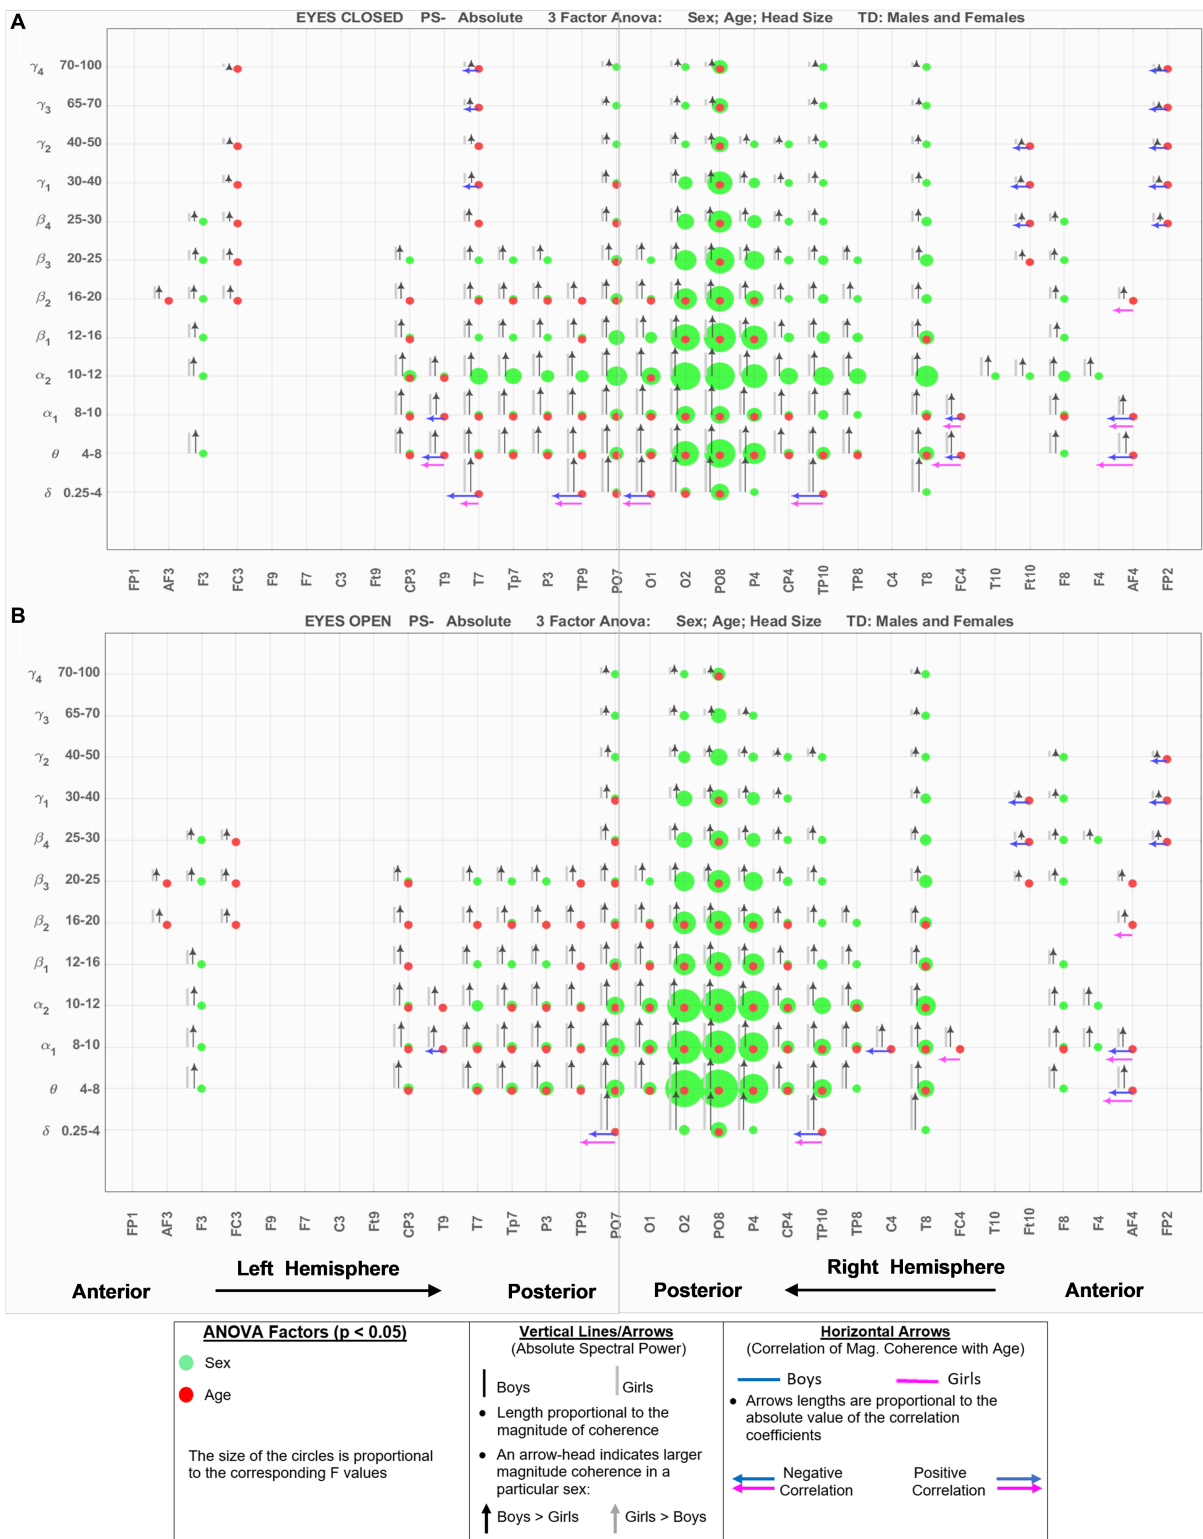 A
EYES CLOSED PS- Absolute 3 Factor Anova: Sex; Age; Head Size TD: Males and Females
γ4 70-100
γ3 65-70
γ2 40-50
γ1 30-40
β4 25-30
β3 20-25
β2 16-20
β1 12-16
α2 10-12
α1 8-10
θ 4-8
δ 0.25-4
FP1 AF3 F3 FC3 F9 F7 C3 Ft9 CP3 T9 T7 Tp7 P3 TP9 PO7 O1 O2 PO8 P4 CP4 TP10 TP8 C4 T8 FC4 T10 Ft10 F8 F4 AF4 FP2
B
EYES OPEN PS- Absolute 3 Factor Anova: Sex; Age; Head Size TD: Males and Females
γ4 70-100
γ3 65-70
γ2 40-50
γ1 30-40
β4 25-30
β3 20-25
β2 16-20
β1 12-16
α2 10-12
α1 8-10
θ 4-8
δ 0.25-4
FP1 AF3 F3 FC3 F9 F7 C3 Ft9 CP3 T9 T7 Tp7 P3 TP9 PO7 O1 O2 PO8 P4 CP4 TP10 TP8 C4 T8 FC4 T10 Ft10 F8 F4 AF4 FP2
Left Hemisphere
Right Hemisphere
Anterior
Posterior
Posterior
Anterior
ANOVA Factors (p < 0.05)
Sex
Age
The size of the circles is proportional
to the corresponding F values
Vertical Lines/Arrows
(Absolute Spectral Power)
Boys
Girls
● Length proportional to the
magnitude of coherence
● An arrow-head indicates larger
magnitude coherence in a
particular sex:
Boys > Girls
Girls > Boys
Horizontal Arrows
(Correlation of Mag. Coherence with Age)
Boys
Girls
● Arrows lengths are proportional to the
absolute value of the correlation
coefficients
Negative
Correlation
Positive
Correlation